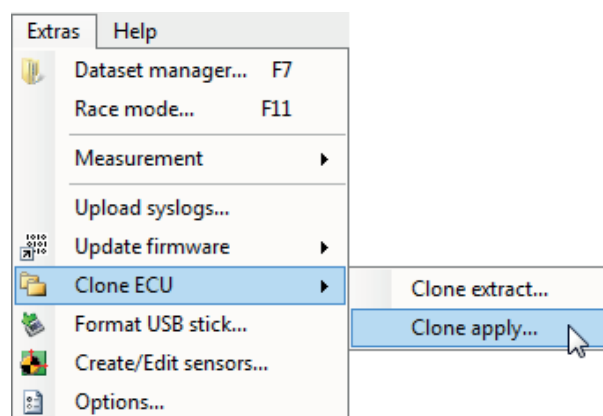 Extras Help
Dataset manager... F7
Race mode... F11
Measurement
Upload syslogs...
Update firmware
Clone ECU
Clone extract...
Format USB stick...
Clone apply...
Create/Edit sensors...
Options...